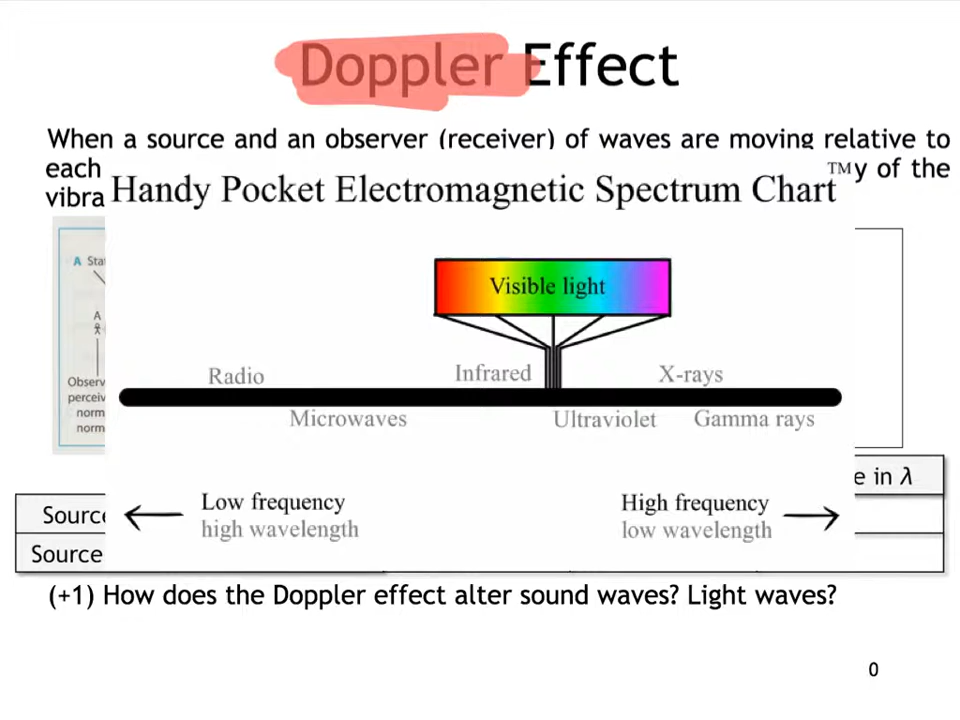 Doppler Effect
When a source and an observer (receiver) of waves are moving relative to
each
y of the
vibra
Handy Pocket Electromagnetic Spectrum Chart™
A Sta
Visible light
A
Radio
Infrared
X-rays
Observ
perceiv
norm
norm
Microwaves
Ultraviolet
Gamma rays
e in λ
Low frequency
high wavelength
High frequency
low wavelength
Source
Source
(+1) How does the Doppler effect alter sound waves? Light waves?
0